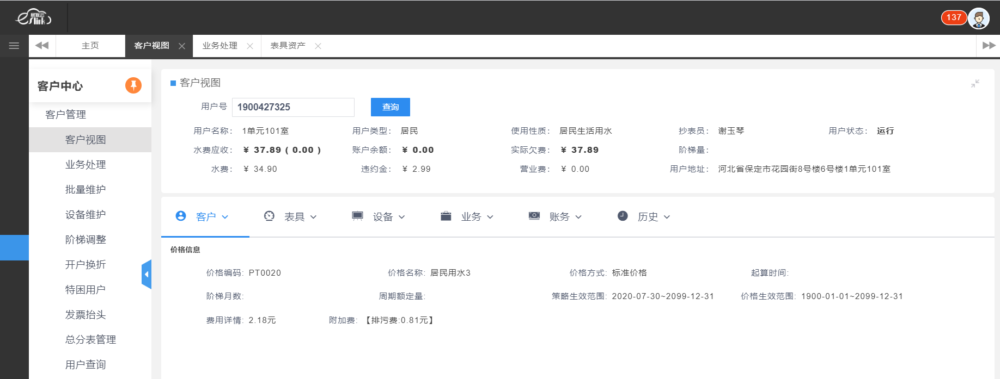 易联云
eslink
137
主页 客户视图 业务处理 表具资产
客户中心
客户管理
客户视图
业务处理
批量维护
设备维护
阶梯调整
开户换折
特困用户
发票抬头
总分表管理
用户查询
客户视图
用户号 1900427325 查询
用户名称： 1单元101室 用户类型： 居民 使用性质： 居民生活用水 抄表员： 谢玉琴 用户状态： 运行
水费应收： ¥ 37.89 ( 0.00 ) 账户余额： ¥ 0.00 实际欠费： ¥ 37.89 阶梯量：
水费： ¥ 34.90 违约金： ¥ 2.99 营业费： ¥ 0.00 用户地址： 河北省保定市花园街8号楼6号楼1单元101室
客户 表具 设备 业务 账务 历史
价格信息
价格编码: PT0020 价格名称: 居民用水3 价格方式: 标准价格 起算时间:
阶梯月数: 周期额定量: 策略生效范围: 2020-07-30~2099-12-31 价格生效范围: 1900-01-01~2099-12-31
费用详情: 2.18元 附加费: 【排污费:0.81元】